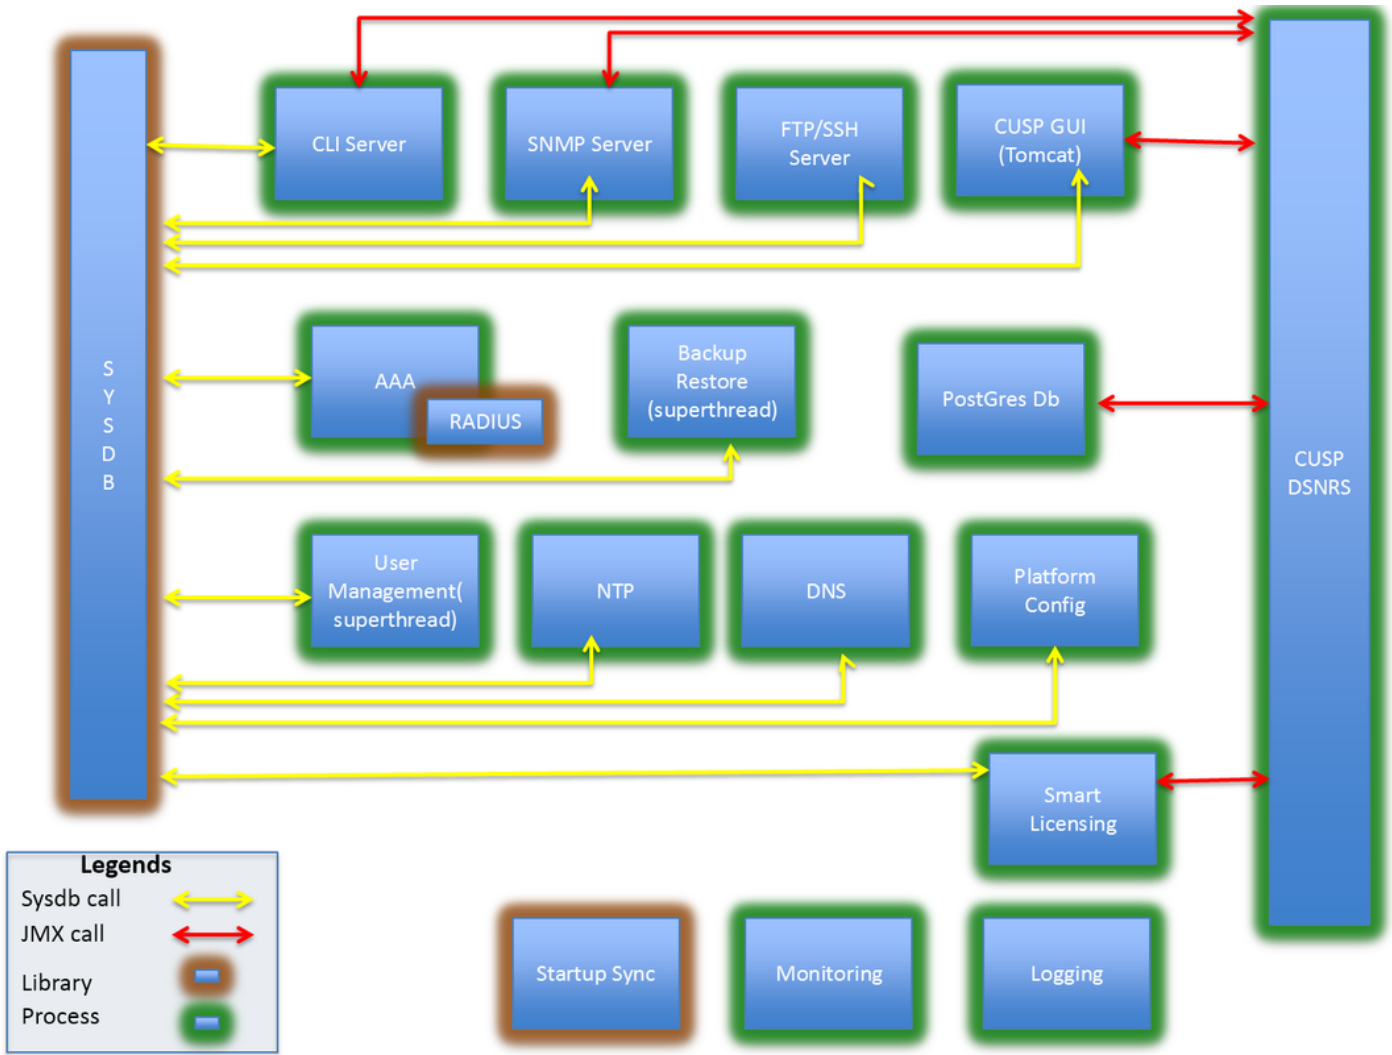 CLI Server
SNMP Server
FTP/SSH
Server
CUSP GUI
(Tomcat)
S
Y
S
D
B
AAA
RADIUS
Backup
Restore
(superthread)
PostGres Db
CUSP
DSNRS
User
Management(
superthread)
NTP
DNS
Platform
Config
Smart
Licensing
Legends
Sysdb call
JMX call
Library
Process
Startup Sync
Monitoring
Logging